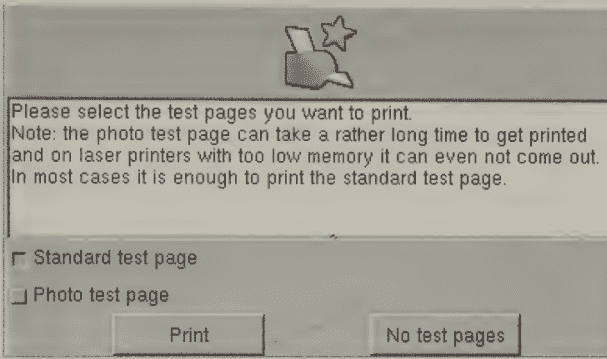 Please select the test pages you want to print.
Note: the photo test page can take a rather long time to get printed
and on laser printers with too low memory it can even not come out.
In most cases it is enough to print the standard test page.
Standard test page
Photo test page
Print
No test pages